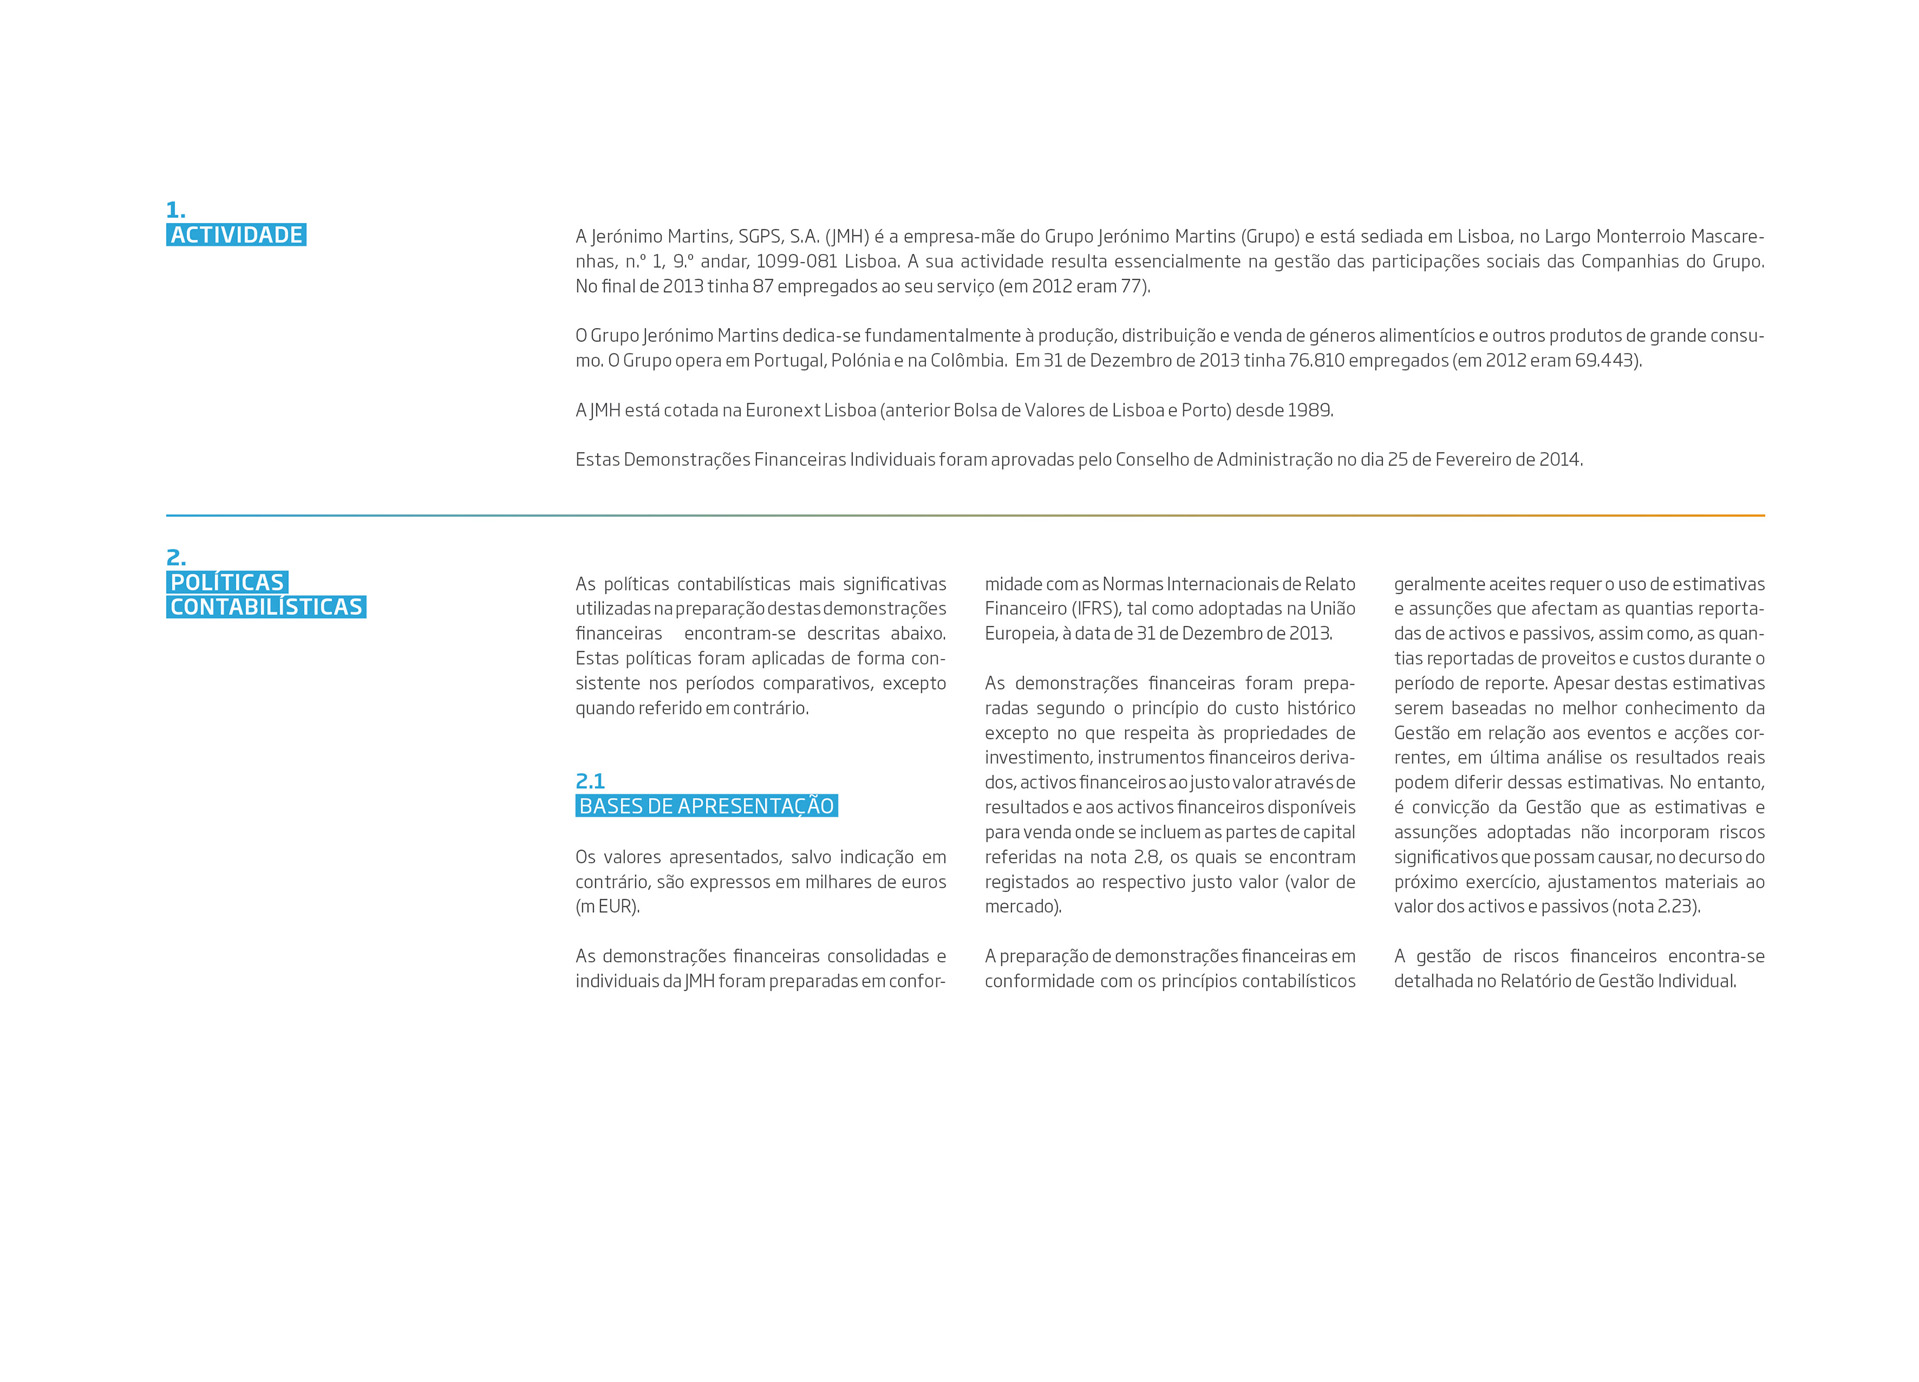 1.
ACTIVIDADE
A Jerónimo Martins, SGPS, S.A. (JMH) é a empresa-mãe do Grupo Jerónimo Martins (Grupo) e está sediada em Lisboa, no Largo Monterroio Mascare-
nhas, n.º 1, 9.º andar, 1099-081 Lisboa. A sua actividade resulta essencialmente na gestão das participações sociais das Companhias do Grupo.
No final de 2013 tinha 87 empregados ao seu serviço (em 2012 eram 77).
O Grupo Jerónimo Martins dedica-se fundamentalmente à produção, distribuição e venda de géneros alimentícios e outros produtos de grande consu-
mo. O Grupo opera em Portugal, Polónia e na Colômbia. Em 31 de Dezembro de 2013 tinha 76.810 empregados (em 2012 eram 69.443).
A JMH está cotada na Euronext Lisboa (anterior Bolsa de Valores de Lisboa e Porto) desde 1989.
Estas Demonstrações Financeiras Individuais foram aprovadas pelo Conselho de Administração no dia 25 de Fevereiro de 2014.
2.
POLÍTICAS
CONTABILÍSTICAS
As políticas contabilísticas mais significativas
utilizadas na preparação destas demonstrações
financeiras encontram-se descritas abaixo.
Estas políticas foram aplicadas de forma con-
sistente nos períodos comparativos, excepto
quando referido em contrário.
2.1
BASES DE APRESENTAÇÃO
Os valores apresentados, salvo indicação em
contrário, são expressos em milhares de euros
(m EUR).
As demonstrações financeiras consolidadas e
individuais da JMH foram preparadas em confor-
midade com as Normas Internacionais de Relato
Financeiro (IFRS), tal como adoptadas na União
Europeia, à data de 31 de Dezembro de 2013.
As demonstrações financeiras foram prepa-
radas segundo o princípio do custo histórico
excepto no que respeita às propriedades de
investimento, instrumentos financeiros deriva-
dos, activos financeiros ao justo valor através de
resultados e aos activos financeiros disponíveis
para venda onde se incluem as partes de capital
referidas na nota 2.8, os quais se encontram
registados ao respectivo justo valor (valor de
mercado).
A preparação de demonstrações financeiras em
conformidade com os princípios contabilísticos
geralmente aceites requer o uso de estimativas
e assunções que afectam as quantias reporta-
das de activos e passivos, assim como, as quan-
tias reportadas de proveitos e custos durante o
período de reporte. Apesar destas estimativas
serem baseadas no melhor conhecimento da
Gestão em relação aos eventos e acções cor-
rentes, em última análise os resultados reais
podem diferir dessas estimativas. No entanto,
é convicção da Gestão que as estimativas e
assunções adoptadas não incorporam riscos
significativos que possam causar, no decurso do
próximo exercício, ajustamentos materiais ao
valor dos activos e passivos (nota 2.23).
A gestão de riscos financeiros encontra-se
detalhada no Relatório de Gestão Individual.